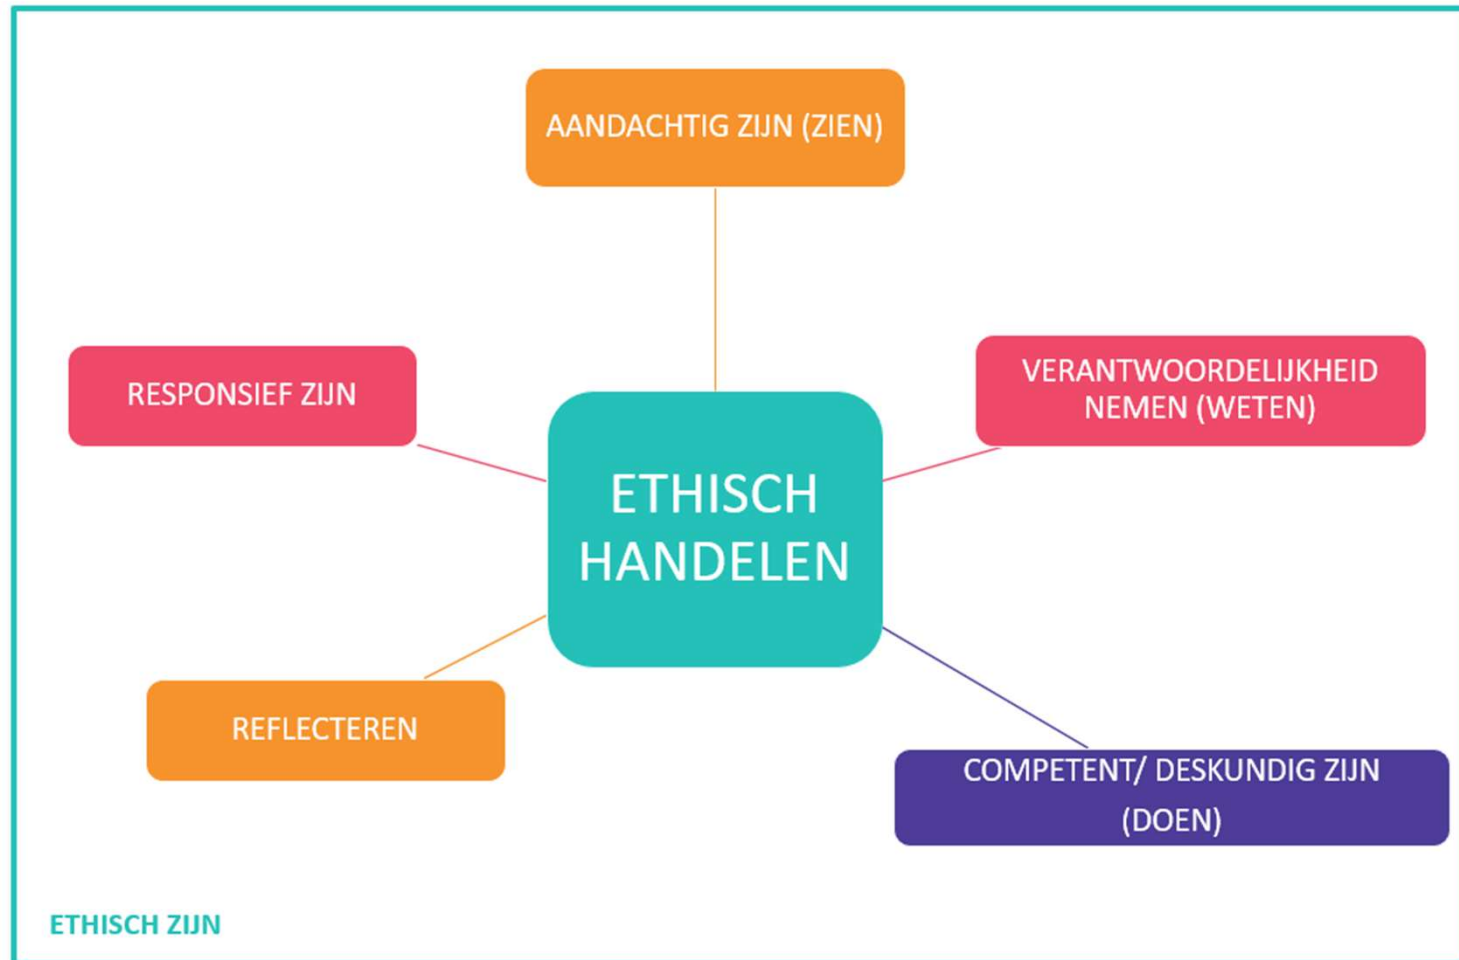 AANDACHTIG ZIJN (ZIEN)
RESPONSIEF ZIJN
VERANTWOORDELIJKHEID
NEMEN (WETEN)
ETHISCH
HANDELEN
REFLECTEREN
COMPETENT/ DESKUNDIG ZIJN
(DOEN)
ETHISCH ZIJN